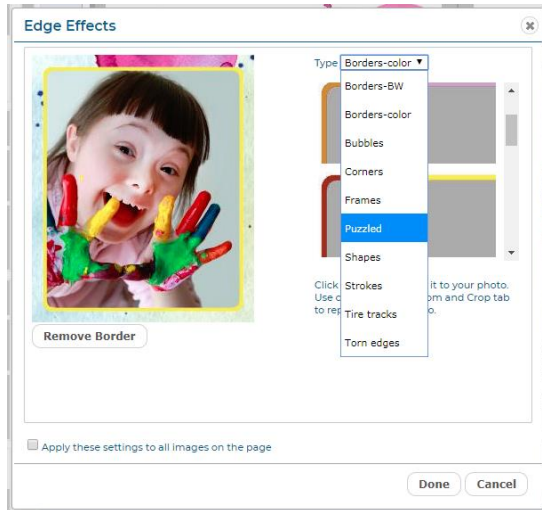 Edge Effects
Type Borders-color
Borders-BW
Borders-color
Bubbles
Corners
Frames
Puzzled
Shapes
Strokes
Tire tracks
Torn edges
Click it to your photo.
Use om and Crop tab
to
Remove Border
Apply these settings to all images on the page
Done Cancel